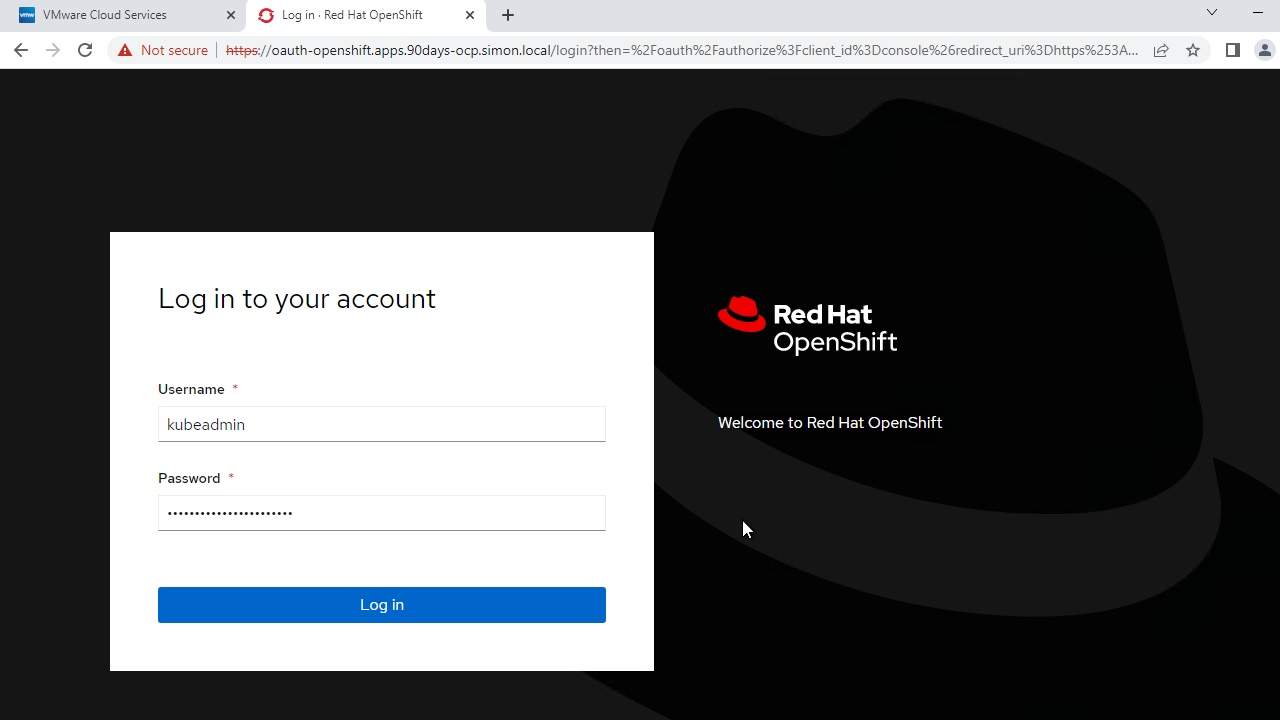 vmw VMware Cloud Services
Log in · Red Hat OpenShift
Not secure https://oauth-openshift.apps.90days-ocp.simon.local/login?then=%2Foauth%2Fauthorize%3Fclient_id%3Dconsole%26redirect_uri%3Dhttps%253A...
Log in to your account
Username *
kubeadmin
Password *
•••••••••••••••••••••••
Log in
Red Hat
OpenShift
Welcome to Red Hat OpenShift